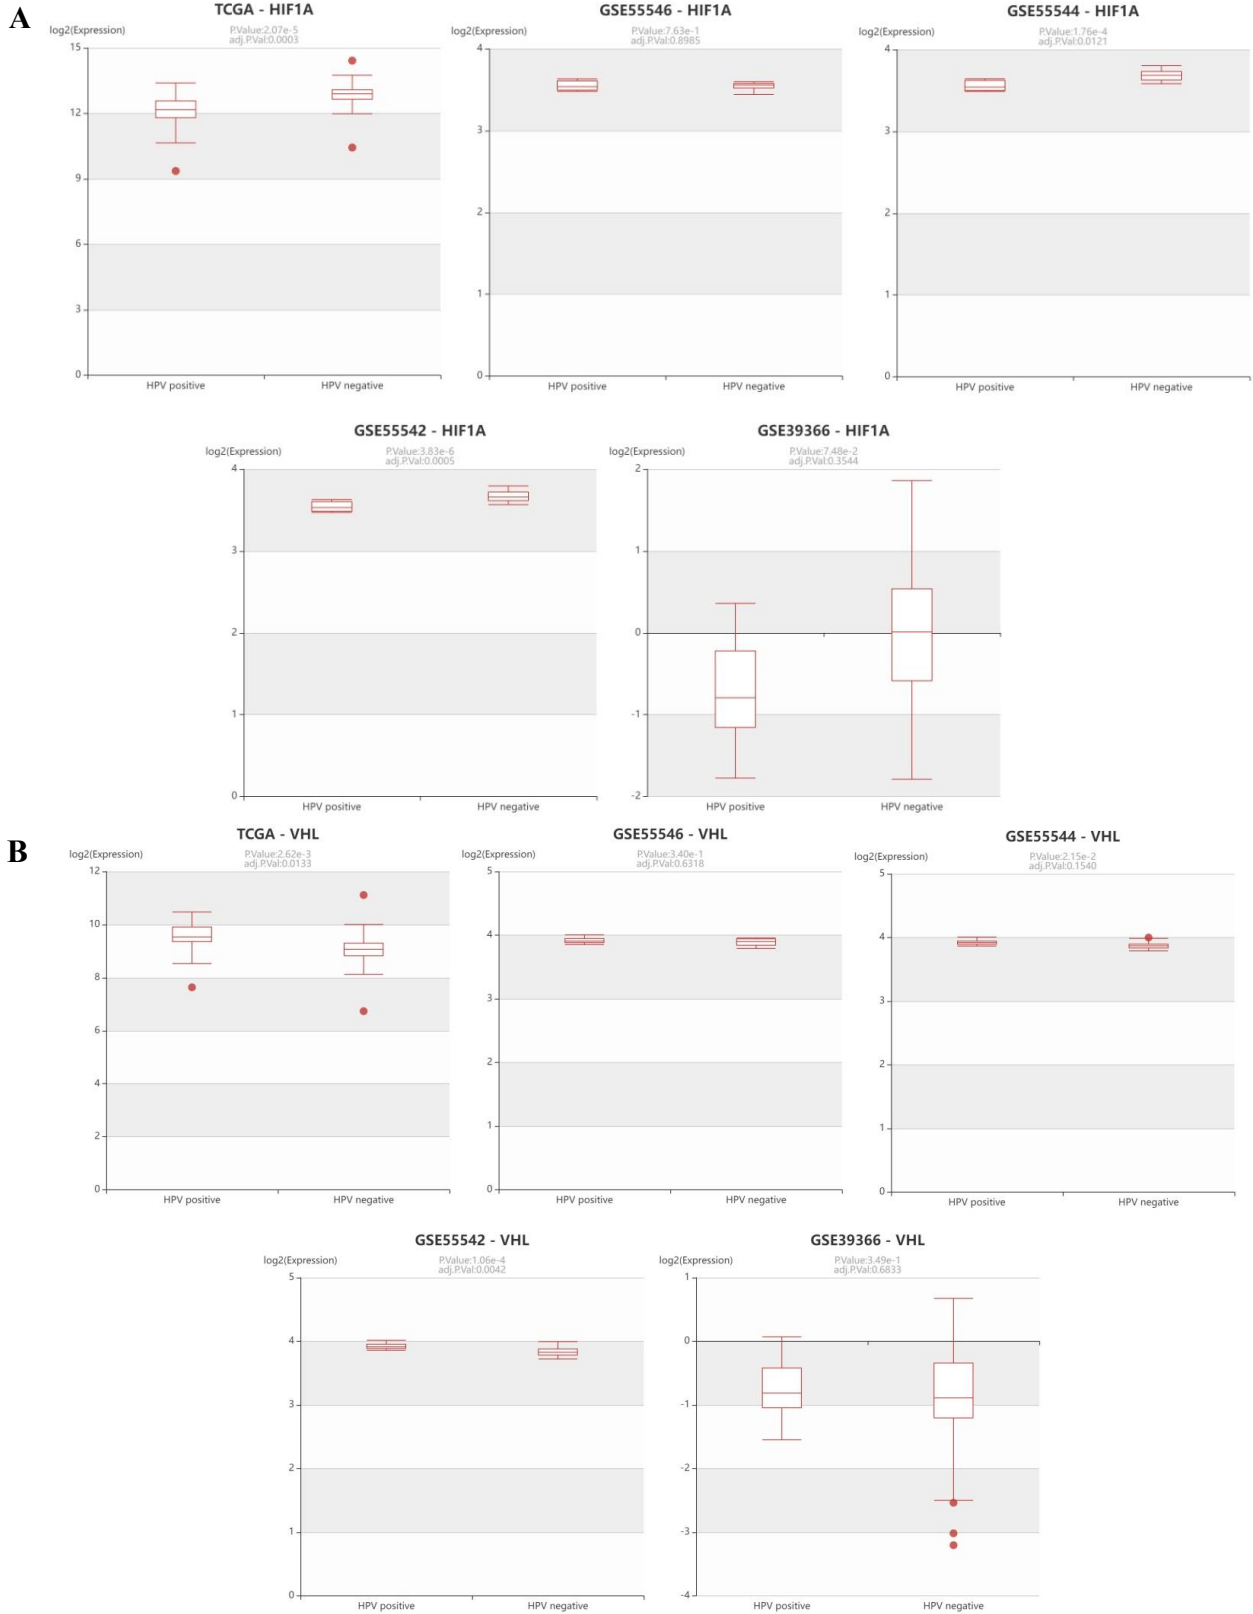 A
TCGA - HIF1A
log2(Expression)
P.Value:2.07e-5
adj.P.Val:0.0003
15
12
9
6
3
0
HPV positive
HPV negative
GSE55546 - HIF1A
log2(Expression)
P.Value:7.63e-1
adj.P.Val:0.8985
4
3
2
1
0
HPV positive
HPV negative
GSE55544 - HIF1A
log2(Expression)
P.Value:1.76e-4
adj.P.Val:0.0121
4
3
2
1
0
HPV positive
HPV negative
GSE55542 - HIF1A
log2(Expression)
P.Value:3.83e-6
adj.P.Val:0.0005
4
3
2
1
0
HPV positive
HPV negative
GSE39366 - HIF1A
log2(Expression)
P.Value:7.48e-2
adj.P.Val:0.3544
2
1
0
-1
-2
HPV positive
HPV negative
B
TCGA - VHL
log2(Expression)
P.Value:2.62e-3
adj.P.Val:0.0133
12
10
8
6
4
2
0
HPV positive
HPV negative
GSE55546 - VHL
log2(Expression)
P.Value:3.40e-1
adj.P.Val:0.6318
5
4
3
2
1
0
HPV positive
HPV negative
GSE55544 - VHL
log2(Expression)
P.Value:2.15e-2
adj.P.Val:0.1540
5
4
3
2
1
0
HPV positive
HPV negative
GSE55542 - VHL
log2(Expression)
P.Value:1.06e-4
adj.P.Val:0.0042
5
4
3
2
1
0
HPV positive
HPV negative
GSE39366 - VHL
log2(Expression)
P.Value:3.49e-1
adj.P.Val:0.6833
1
0
-1
-2
-3
-4
HPV positive
HPV negative